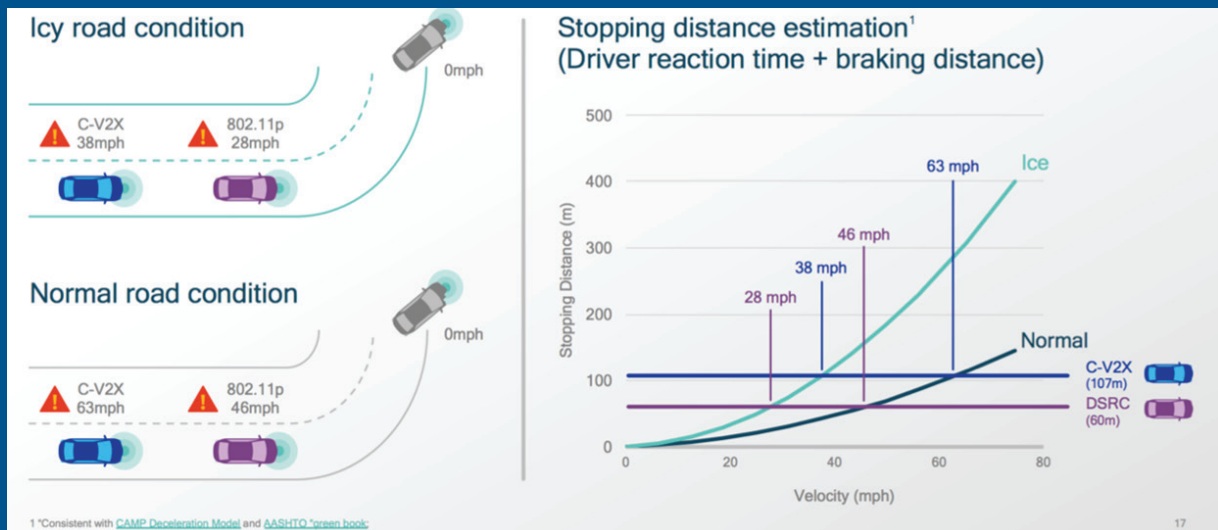 Icy road condition
0mph
C-V2X
38mph
802.11p
28mph
Normal road condition
0mph
C-V2X
63mph
802.11p
46mph
Stopping distance estimation1
(Driver reaction time + braking distance)
Stopping Distance (m)
500
400
300
200
100
0
0
20
40
60
80
Velocity (mph)
28 mph
38 mph
46 mph
63 mph
Ice
Normal
C-V2X
(107m)
DSRC
(60m)
1 "Consistent with CAMP Deceleration Model and AASHTO "green book;
17